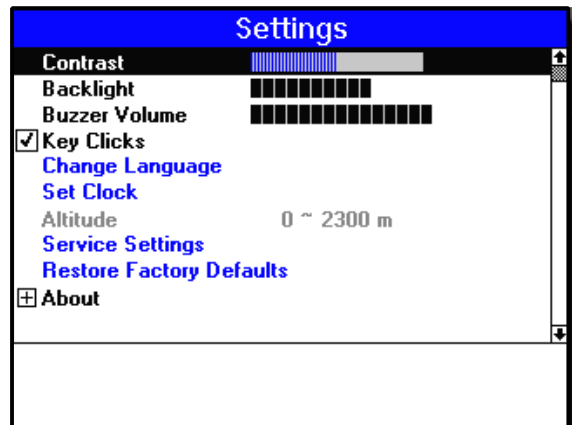 Settings
Contrast
Backlight
Buzzer Volume
Key Clicks
Change Language
Set Clock
Altitude 0 ~ 2300 m
Service Settings
Restore Factory Defaults
About